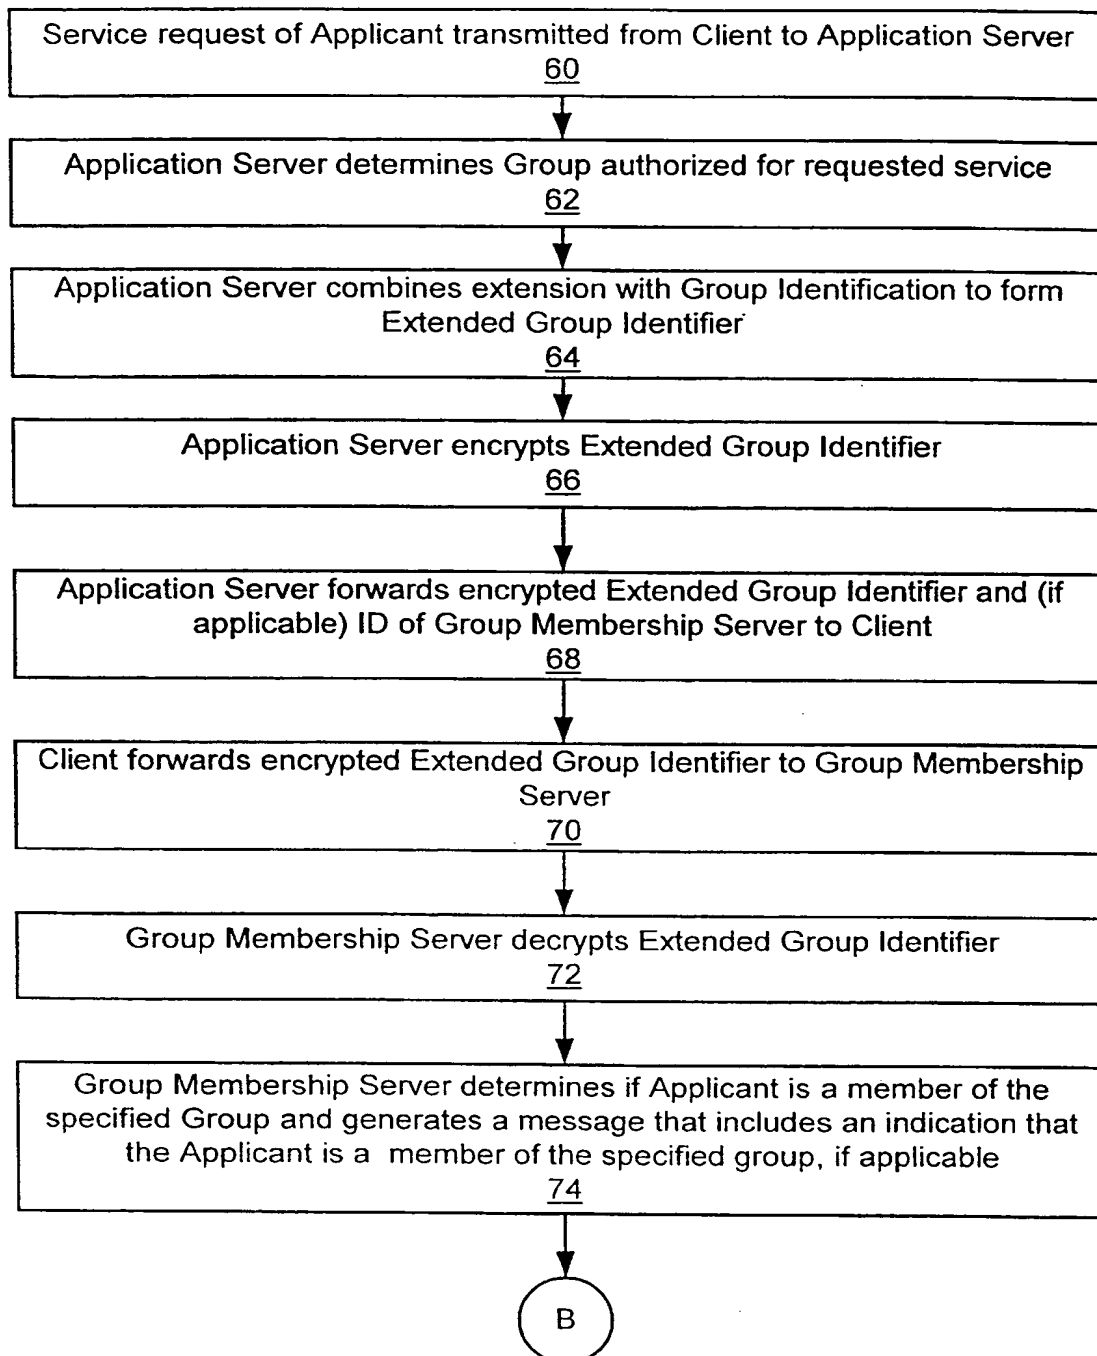 Service request of Applicant transmitted from Client to Application Server
60
Application Server determines Group authorized for requested service
62
Application Server combines extension with Group Identification to form
Extended Group Identifier
64
Application Server encrypts Extended Group Identifier
66
Application Server forwards encrypted Extended Group Identifier and (if
applicable) ID of Group Membership Server to Client
68
Client forwards encrypted Extended Group Identifier to Group Membership
Server
70
Group Membership Server decrypts Extended Group Identifier
72
Group Membership Server determines if Applicant is a member of the
specified Group and generates a message that includes an indication that
the Applicant is a member of the specified group, if applicable
74
B